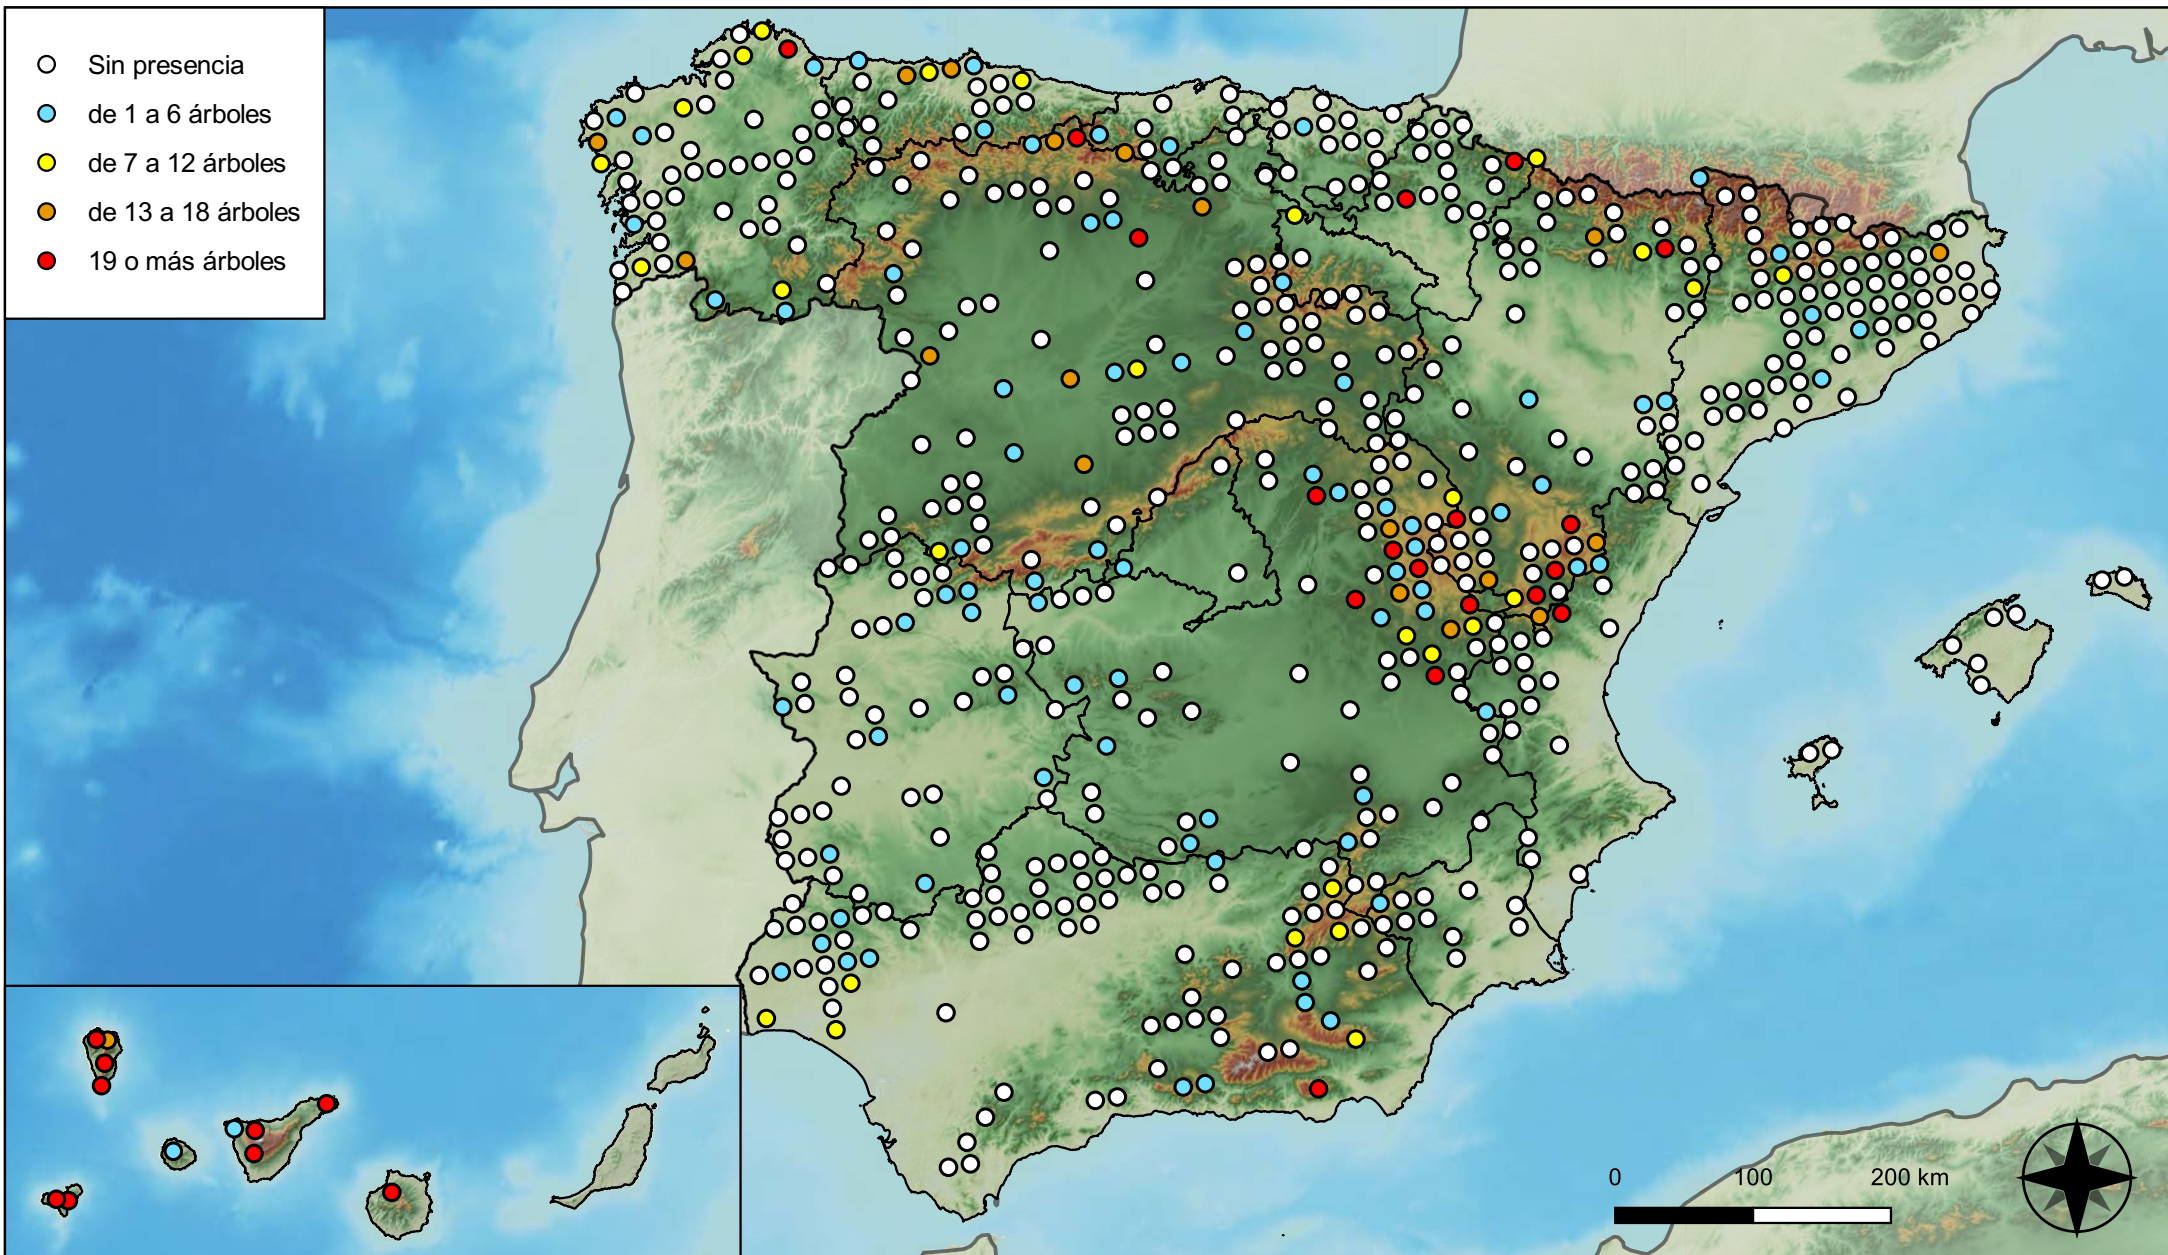 Sin presencia
de 1 a 6 árboles
de 7 a 12 árboles
de 13 a 18 árboles
19 o más árboles
0 100 200 km